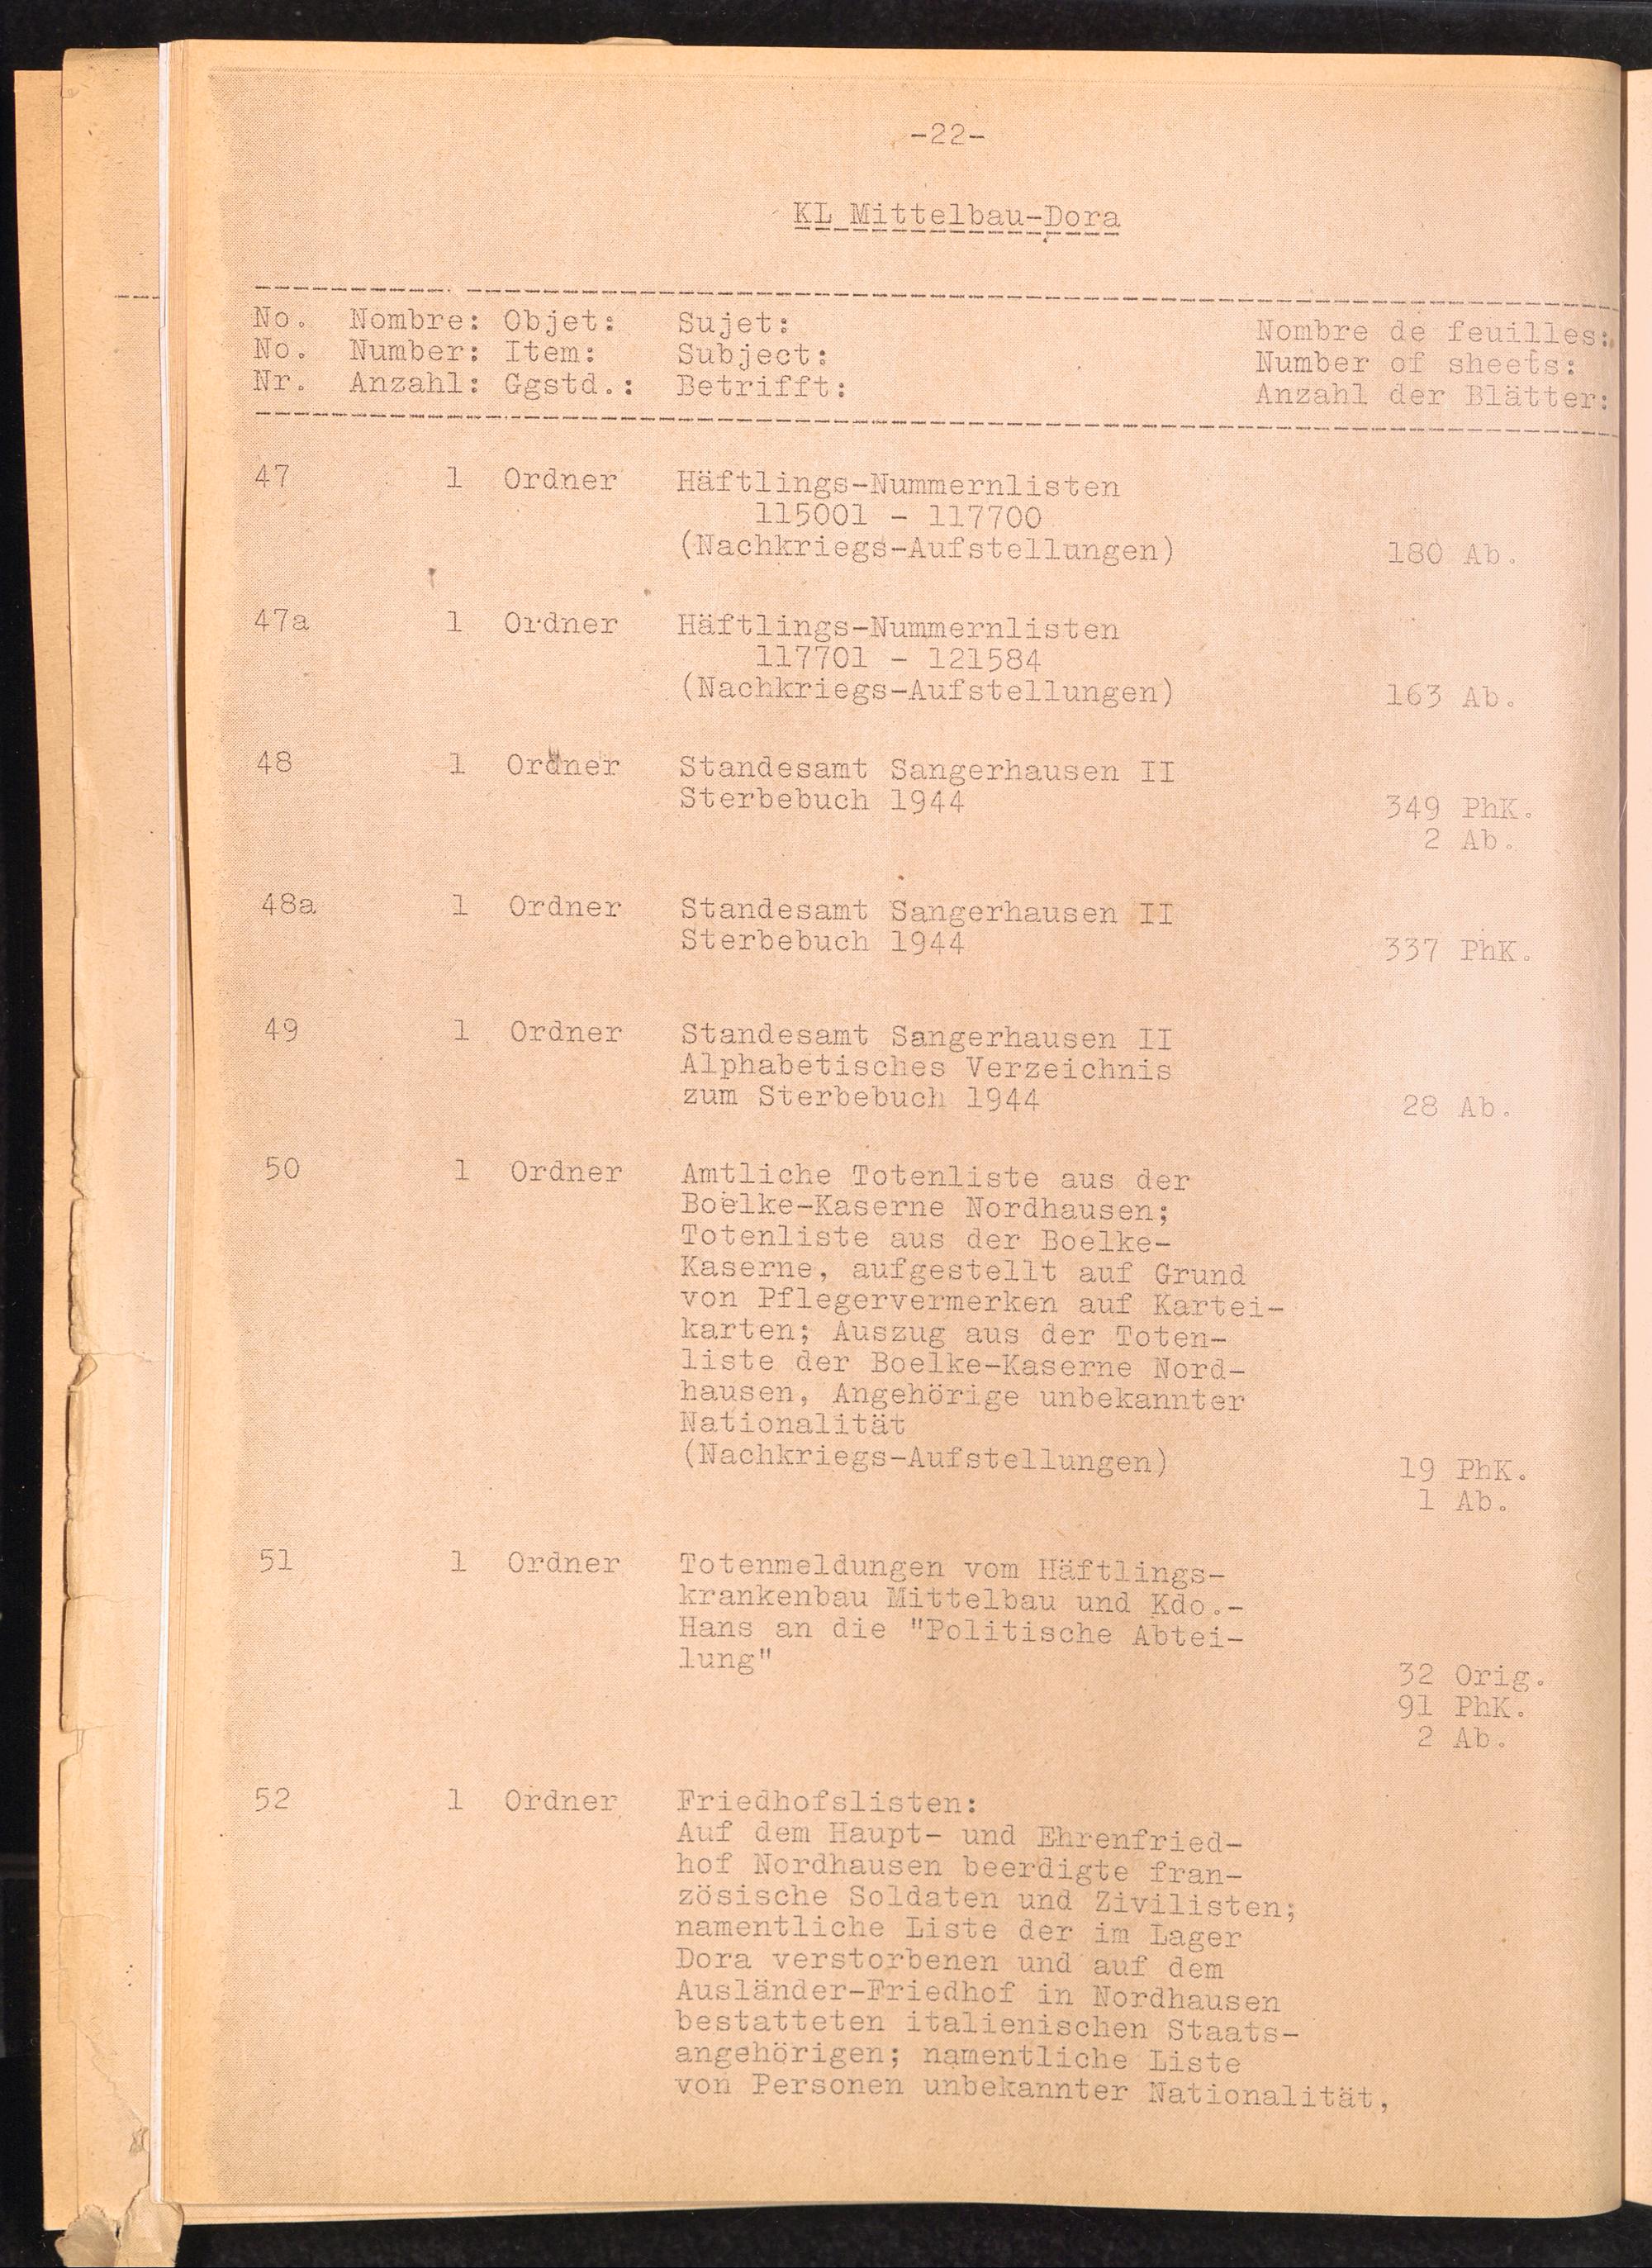 -22-
KL Mittelbau-Dora
No. Nombre: Objet: Sujet: Nombre de feuilles:
No. Number: Item: Subject: Number of sheets:
Nr. Anzahl: Ggstd.: Betrifft: Anzahl der Blätter:
47 1 Ordner Häftlings-Nummernlisten
115001 - 117700
(Nachkriegs-Aufstellungen) 180 Ab.
47a 1 Ordner Häftlings-Nummernlisten
117701 - 121584
(Nachkriegs-Aufstellungen) 163 Ab.
48 1 Ordner Standesamt Sangerhausen II
Sterbebuch 1944 349 PhK.
2 Ab.
48a 1 Ordner Standesamt Sangerhausen II
Sterbebuch 1944 337 PhK.
49 1 Ordner Standesamt Sangerhausen II
Alphabetisches Verzeichnis
zum Sterbebuch 1944 28 Ab.
50 1 Ordner Amtliche Totenliste aus der
Boelke-Kaserne Nordhausen;
Totenliste aus der Boelke-
Kaserne, aufgestellt auf Grund
von Pflegervermerken auf Kartei-
karten; Auszug aus der Toten-
liste der Boelke-Kaserne Nord-
hausen, Angehörige unbekannter
Nationalität
(Nachkriegs-Aufstellungen) 19 PhK.
1 Ab.
51 1 Ordner Totenmeldungen vom Häftlings-
krankenbau Mittelbau und Kdo.-
Hans an die "Politische Abtei-
lung" 32 Orig.
91 PhK.
2 Ab.
52 1 Ordner Friedhofslisten:
Auf dem Haupt- und Ehrenfried-
hof Nordhausen beerdigte fran-
zösische Soldaten und Zivilisten;
namentliche Liste der im Lager
Dora verstorbenen und auf dem
Ausländer-Friedhof in Nordhausen
bestatteten italienischen Staats-
angehörigen; namentliche Liste
von Personen unbekannter Nationalität,